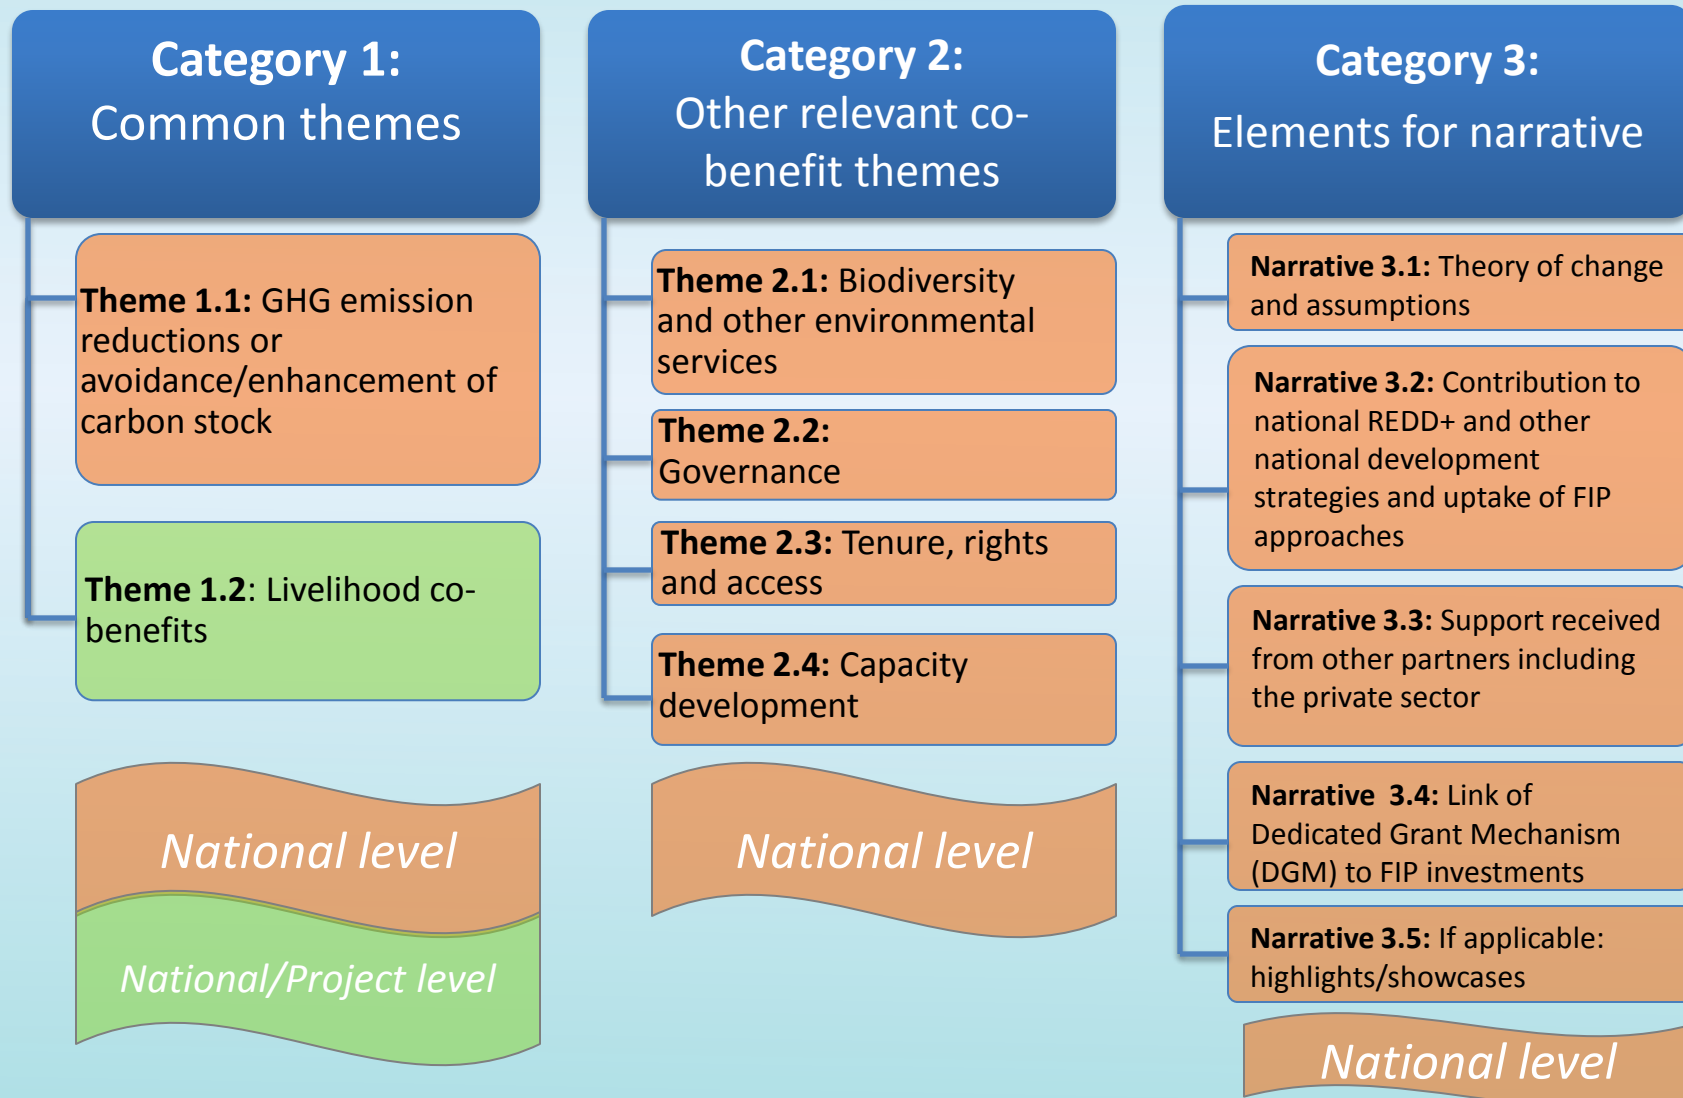 Category 1:
Common themes
Theme 1.1: GHG emission
reductions or
avoidance/enhancement of
carbon stock
Theme 1.2: Livelihood co-
benefits
National level
National/Project level
Category 2:
Other relevant co-
benefit themes
Theme 2.1: Biodiversity
and other environmental
services
Theme 2.2:
Governance
Theme 2.3: Tenure, rights
and access
Theme 2.4: Capacity
development
National level
Category 3:
Elements for narrative
Narrative 3.1: Theory of change
and assumptions
Narrative 3.2: Contribution to
national REDD+ and other
national development
strategies and uptake of FIP
approaches
Narrative 3.3: Support received
from other partners including
the private sector
Narrative 3.4: Link of
Dedicated Grant Mechanism
(DGM) to FIP investments
Narrative 3.5: If applicable:
highlights/showcases
National level